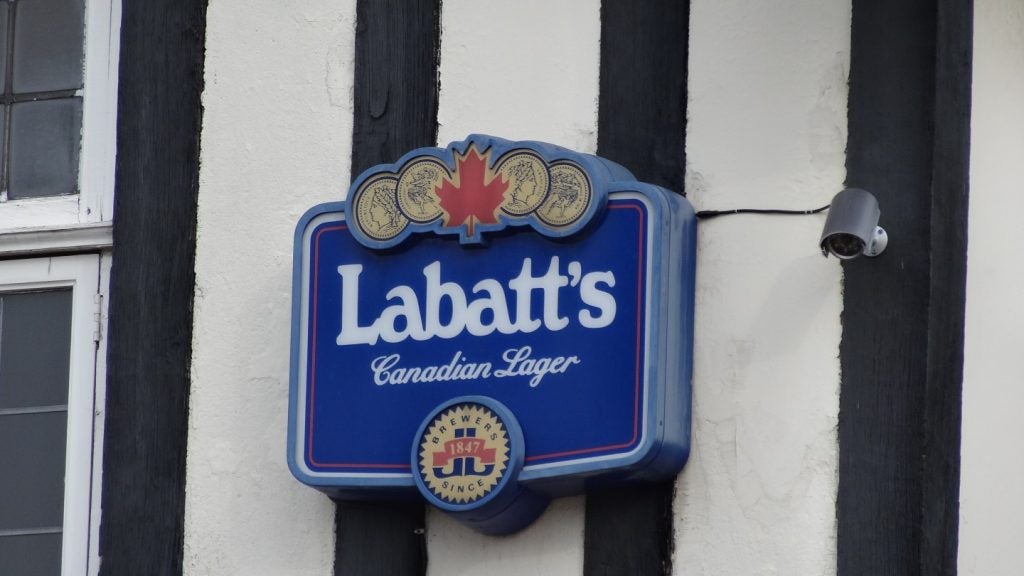 Labatt's
Canadian Lager
BREWERS
1847
SINCE